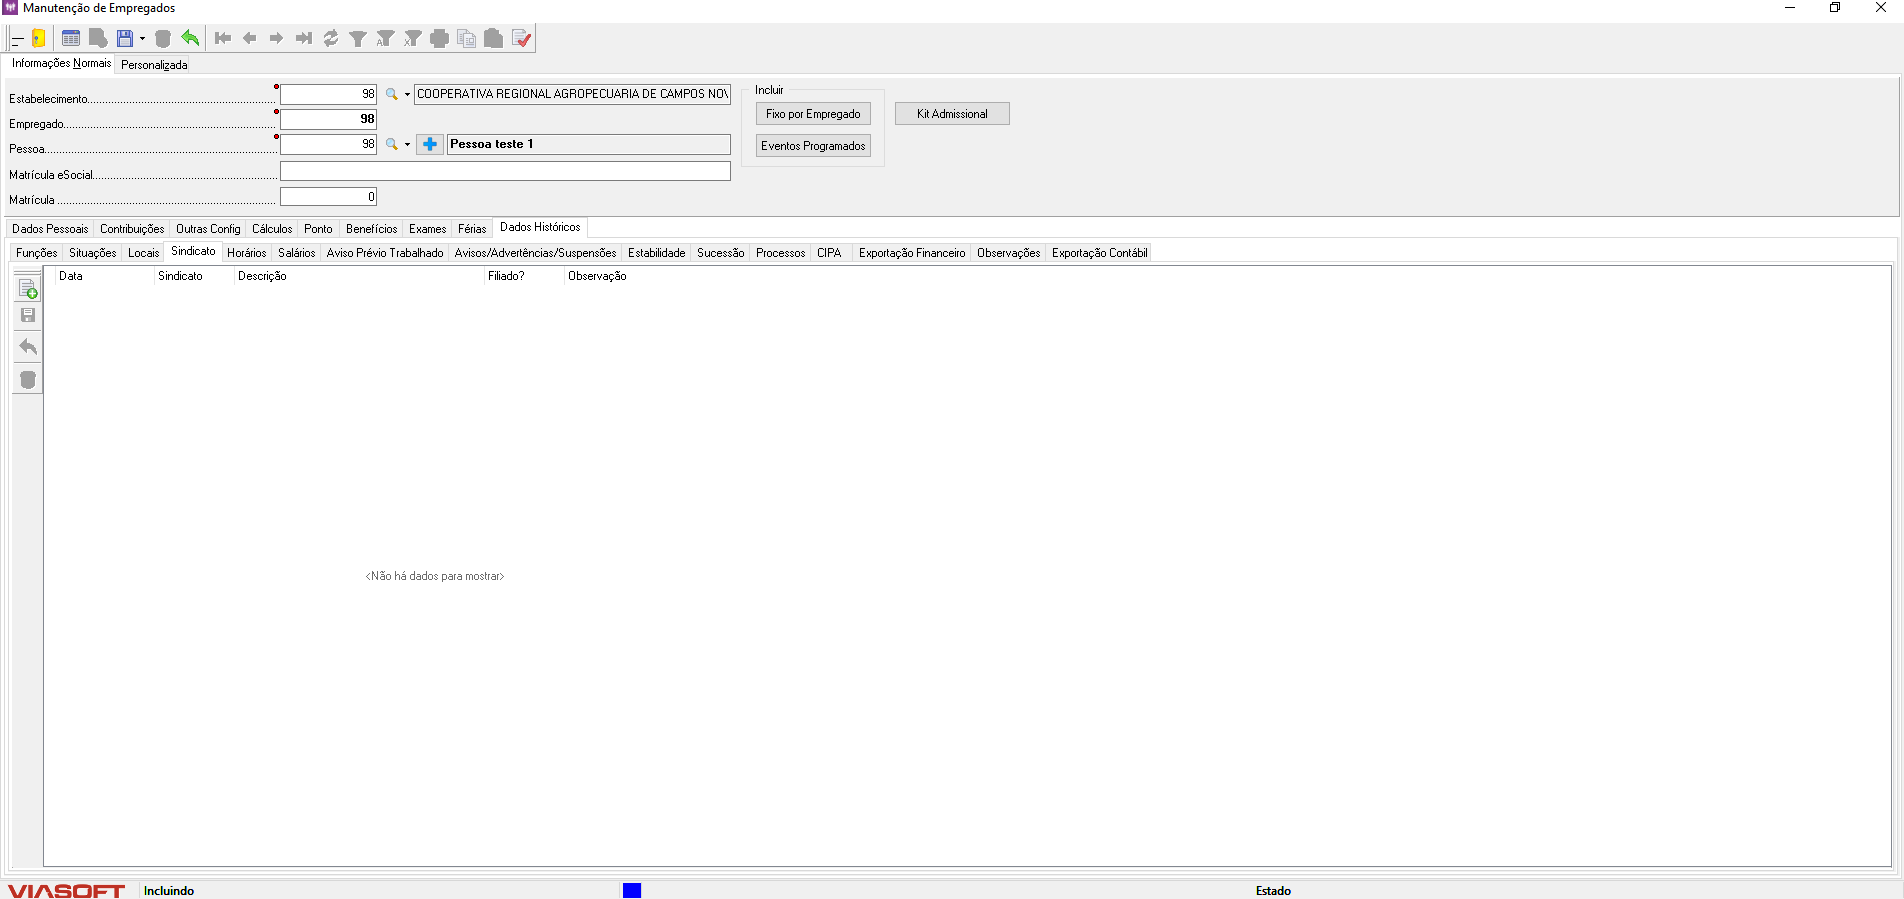 Manutenção de Empregados
Informações Normais Personalizada
Estabelecimento 98 COOPERATIVA REGIONAL AGROPECUARIA DE CAMPOS NOV
Empregado 98
Pessoa 98 Pessoa teste 1
Matrícula eSocial
Matrícula 0
Incluir
Fixo por Empregado
Eventos Programados
Kit Admissional
Dados Pessoais Contribuições Outras Config Cálculos Ponto Benefícios Exames Férias Dados Históricos
Funções Situações Locais Sindicato Horários Salários Aviso Prévio Trabalhado Avisos/Advertências/Suspensões Estabilidade Sucessão Processos CIPA Exportação Financeiro Observações Exportação Contábil
Data Sindicato Descrição Filiado? Observação
<Não há dados para mostrar>
VIASOFT Incluindo Estado